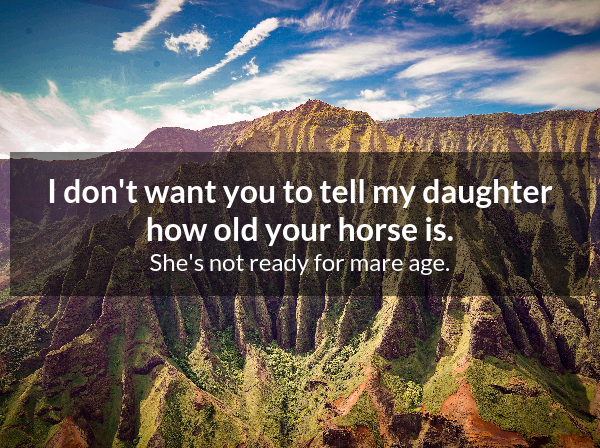 I don't want you to tell my daughter
how old your horse is.
She's not ready for mare age.